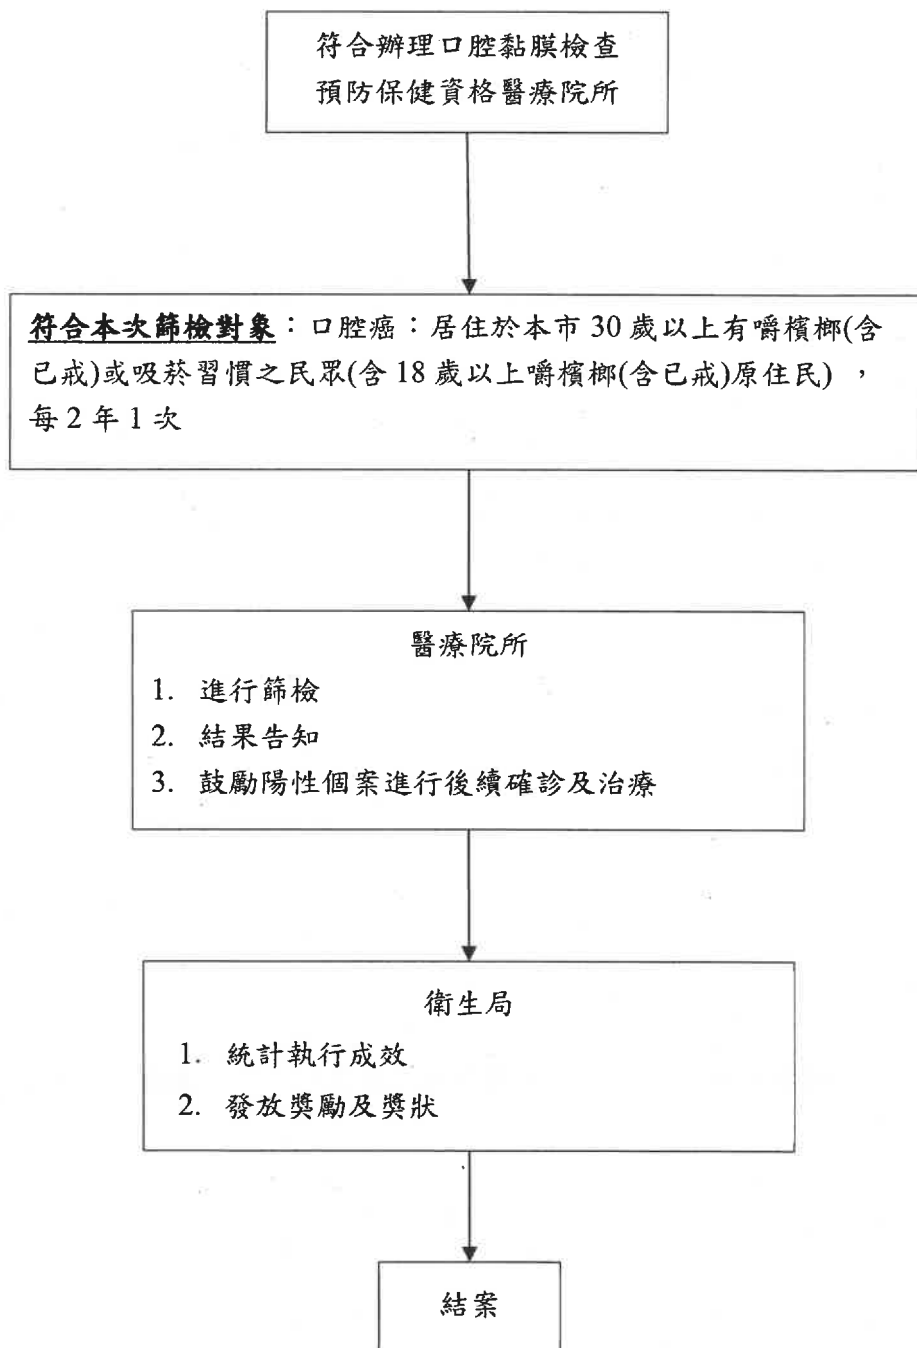 符合辦理口腔黏膜檢查
預防保健資格醫療院所
符合本次篩檢對象：口腔癌：居住於本市 30 歲以上有嚼檳榔(含
已戒)或吸菸習慣之民眾(含 18 歲以上嚼檳榔(含已戒)原住民)，
每 2 年 1 次
醫療院所
1. 進行篩檢
2. 結果告知
3. 鼓勵陽性個案進行後續確診及治療
衛生局
1. 統計執行成效
2. 發放獎勵及獎狀
結案